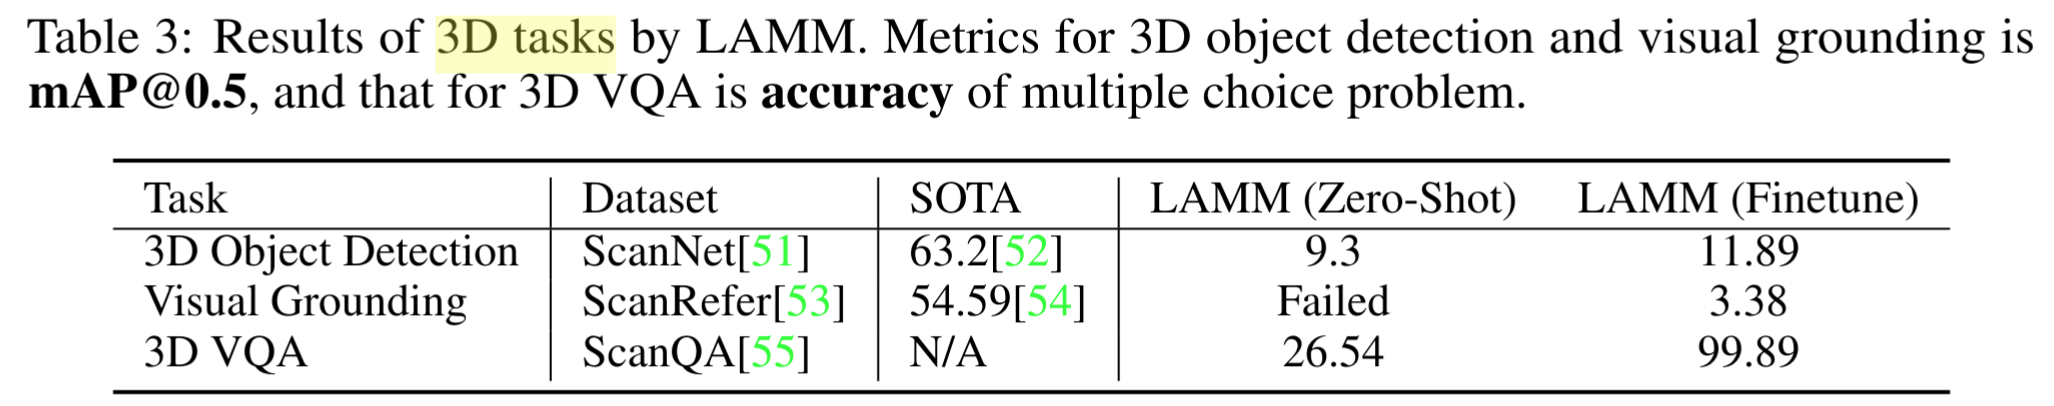 Table 3: Results of 3D tasks by LAMM. Metrics for 3D object detection and visual grounding is
mAP@0.5, and that for 3D VQA is accuracy of multiple choice problem.
Task Dataset SOTA LAMM (Zero-Shot) LAMM (Finetune)
3D Object Detection ScanNet[51] 63.2[52] 9.3 11.89
Visual Grounding ScanRefer[53] 54.59[54] Failed 3.38
3D VQA ScanQA[55] N/A 26.54 99.89